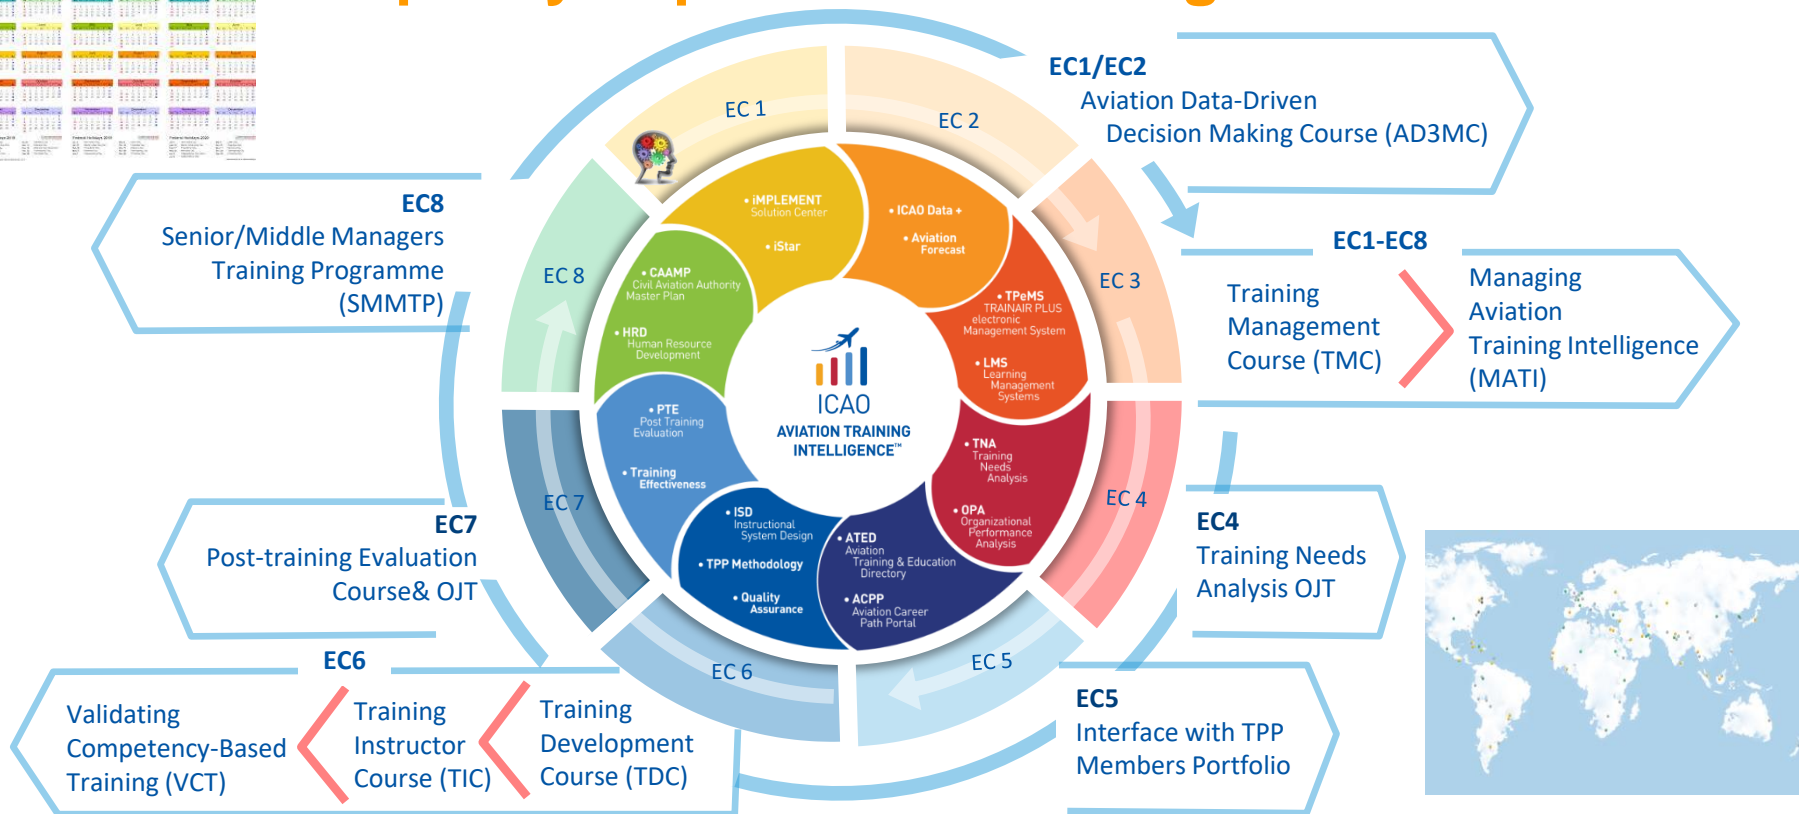 EC1/EC2
Aviation Data-Driven
Decision Making Course (AD3MC)
EC 1
EC 2
EC 3
EC 4
EC 5
EC 6
EC 7
EC 8
• iMPLEMENT
Solution Center
• iStar
• ICAO Data +
• Aviation
Forecast
• TPeMS
TRAINAIR PLUS
electronic
Management System
• LMS
Learning
Management
Systems
• TNA
Training
Needs
Analysis
• OPA
Organizational
Performance
Analysis
• ATED
Aviation
Training & Education
Directory
• ACPP
Aviation Career
Path Portal
• ISD
Instructional
System Design
• TPP Methodology
• Quality
Assurance
• PTE
Post Training
Evaluation
• Training
Effectiveness
• CAAMP
Civil Aviation Authority
Master Plan
• HRD
Human Resource
Development
ICAO
AVIATION TRAINING
INTELLIGENCE™
EC1-EC8
Training
Management
Course (TMC)
Managing
Aviation
Training Intelligence
(MATI)
EC4
Training Needs
Analysis OJT
EC5
Interface with TPP
Members Portfolio
EC6
Training
Development
Course (TDC)
Training
Instructor
Course (TIC)
Validating
Competency-Based
Training (VCT)
EC7
Post-training Evaluation
Course& OJT
EC8
Senior/Middle Managers
Training Programme
(SMMTP)